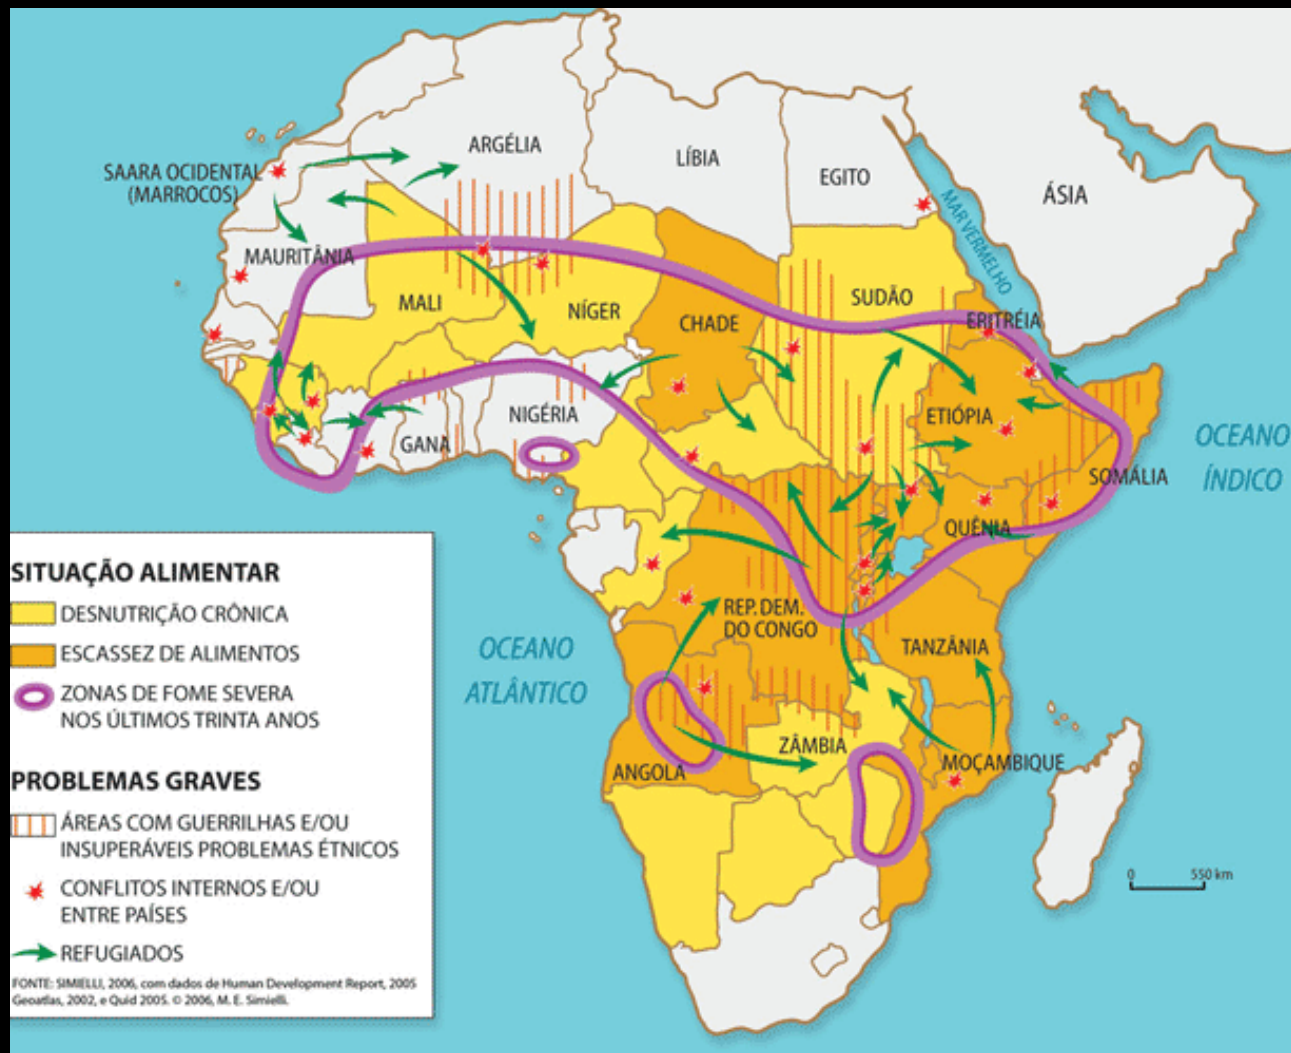 ARGÉLIA
LÍBIA
EGITO
ÁSIA
SAARA OCIDENTAL
(MARROCOS)
MAR VERMELHO
MAURITÂNIA
MALI
NÍGER
CHADE
SUDÃO
ERITRÉIA
NIGÉRIA
GANA
ETIÓPIA
SOMÁLIA
OCEANO
ÍNDICO
QUÊNIA
REP. DEM.
DO CONGO
TANZÂNIA
OCEANO
ATLÂNTICO
ZÂMBIA
ANGOLA
MOÇAMBIQUE
0 550 km
SITUAÇÃO ALIMENTAR
DESNUTRIÇÃO CRÔNICA
ESCASSEZ DE ALIMENTOS
ZONAS DE FOME SEVERA
NOS ÚLTIMOS TRINTA ANOS
PROBLEMAS GRAVES
ÁREAS COM GUERRILHAS E/OU
INSUPERÁVEIS PROBLEMAS ÉTNICOS
CONFLITOS INTERNOS E/OU
ENTRE PAÍSES
REFUGIADOS
FONTE: SIMIELLI, 2006, com dados de Human Development Report, 2005
Geoatlas, 2002, e Quid 2005. © 2006, M. E. Simielli.